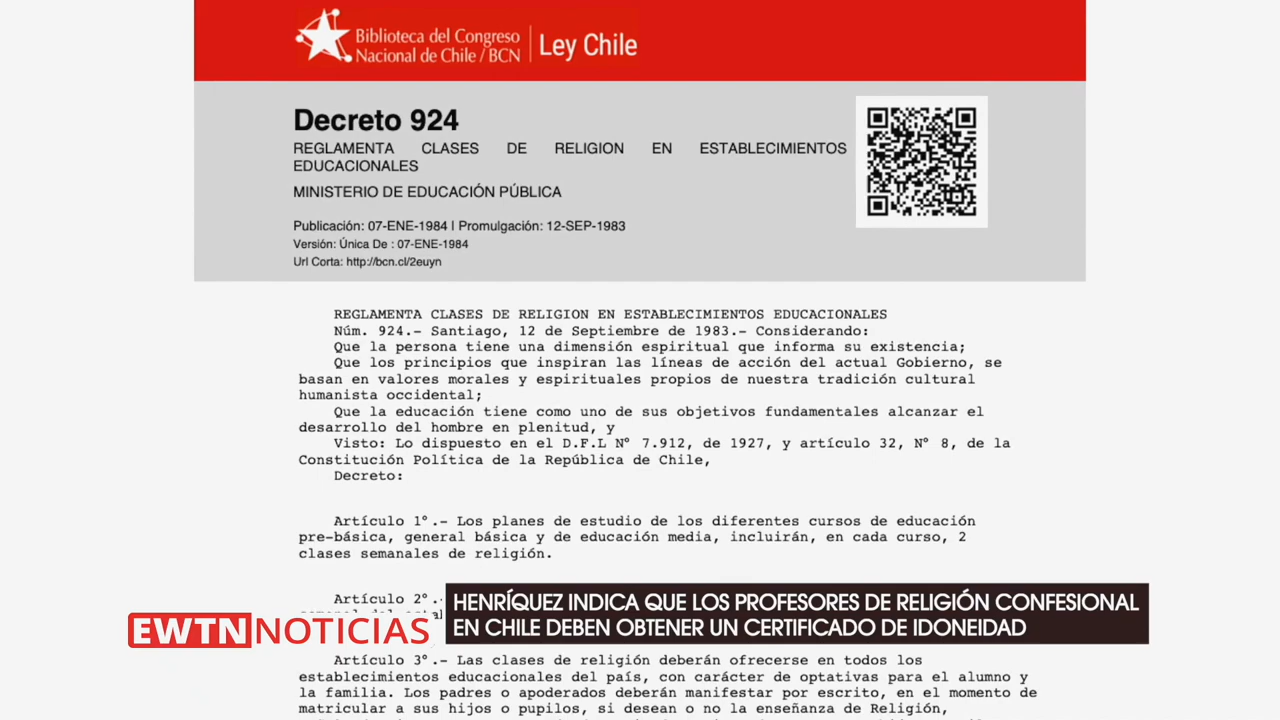 Biblioteca del Congreso
Nacional de Chile / BCN
Ley Chile
Decreto 924
REGLAMENTA CLASES DE RELIGION EN ESTABLECIMIENTOS
EDUCACIONALES
MINISTERIO DE EDUCACIÓN PÚBLICA
Publicación: 07-ENE-1984 | Promulgación: 12-SEP-1983
Versión: Única De : 07-ENE-1984
Url Corta: http://bcn.cl/2euyn
REGLAMENTA CLASES DE RELIGION EN ESTABLECIMIENTOS EDUCACIONALES
Núm. 924.- Santiago, 12 de Septiembre de 1983.- Considerando:
Que la persona tiene una dimensión espiritual que informa su existencia;
Que los principios que inspiran las líneas de acción del actual Gobierno, se
basan en valores morales y espirituales propios de nuestra tradición cultural
humanista occidental;
Que la educación tiene como uno de sus objetivos fundamentales alcanzar el
desarrollo del hombre en plenitud, y
Visto: Lo dispuesto en el D.F.L N° 7.912, de 1927, y artículo 32, N° 8, de la
Constitución Política de la República de Chile,
Decreto:
Artículo 1°.- Los planes de estudio de los diferentes cursos de educación
pre-básica, general básica y de educación media, incluirán, en cada curso, 2
clases semanales de religión.
Artículo 2°.-
HENRÍQUEZ INDICA QUE LOS PROFESORES DE RELIGIÓN CONFESIONAL
EN CHILE DEBEN OBTENER UN CERTIFICADO DE IDONEIDAD
EWTN NOTICIAS
Artículo 3°.- Las clases de religión deberán ofrecerse en todos los
establecimientos educacionales del país, con carácter de optativas para el alumno y
la familia. Los padres o apoderados deberán manifestar por escrito, en el momento de
matricular a sus hijos o pupilos, si desean o no la enseñanza de Religión,